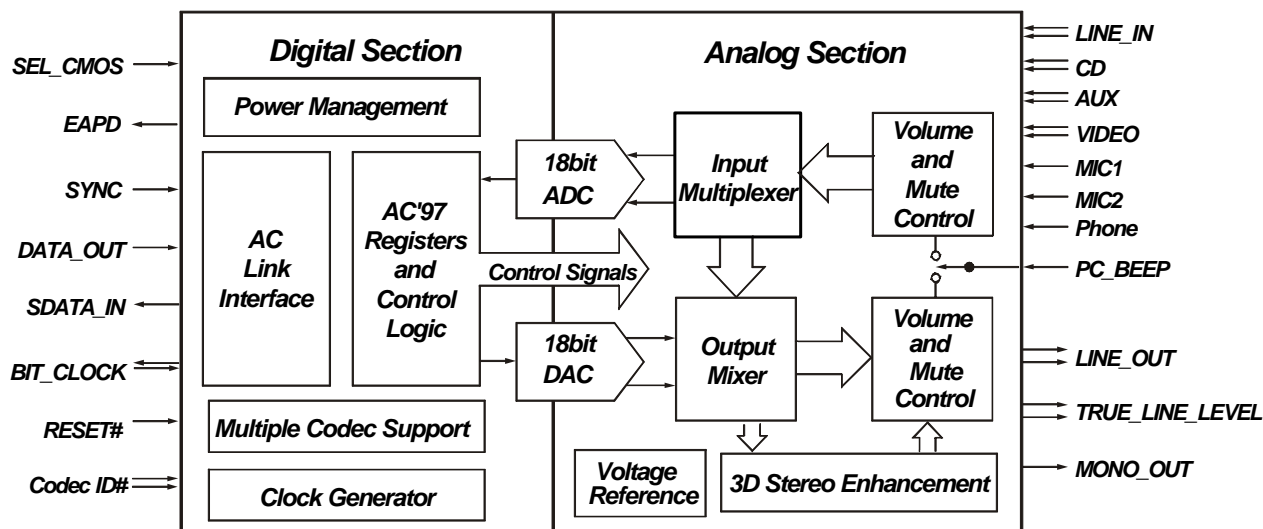 Digital Section
Analog Section
SEL_CMOS
EAPD
SYNC
DATA_OUT
SDATA_IN
BIT_CLOCK
RESET#
Codec ID#
Power Management
AC
Link
Interface
AC'97
Registers
and
Control
Logic
Multiple Codec Support
Clock Generator
18bit
ADC
Control Signals
18bit
DAC
Input
Multiplexer
Output
Mixer
Volume
and
Mute
Control
Volume
and
Mute
Control
Voltage
Reference
3D Stereo Enhancement
LINE_IN
CD
AUX
VIDEO
MIC1
MIC2
Phone
PC_BEEP
LINE_OUT
TRUE_LINE_LEVEL
MONO_OUT